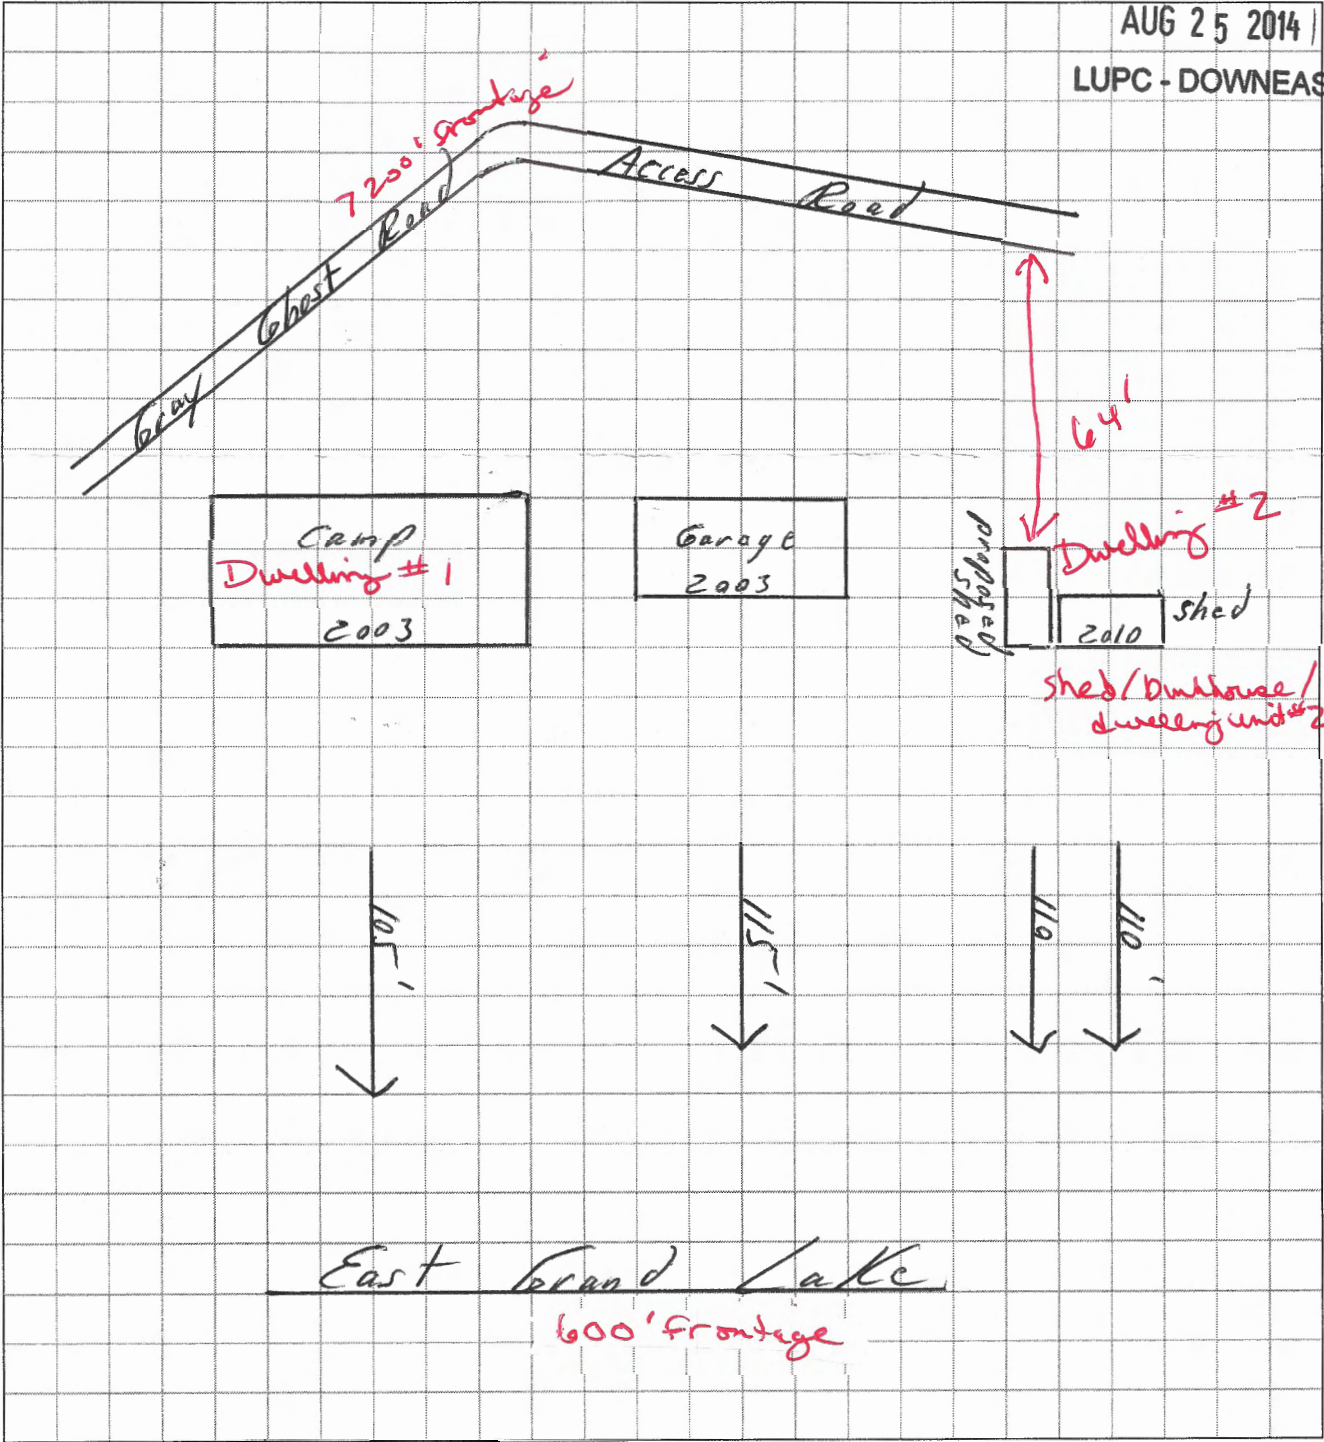 AUG 25 2014
LUPC - DOWNEAS
7200' frontage
Gray Ghost Road
Access Road
64'
Camp
Dwelling #1
2003
Garage
2003
proposed
shed
Dwelling #2
2010
shed
shed/bunkhouse/
dwelling unit #2
105'
115'
110
110'
East Grand Lake
600' frontage